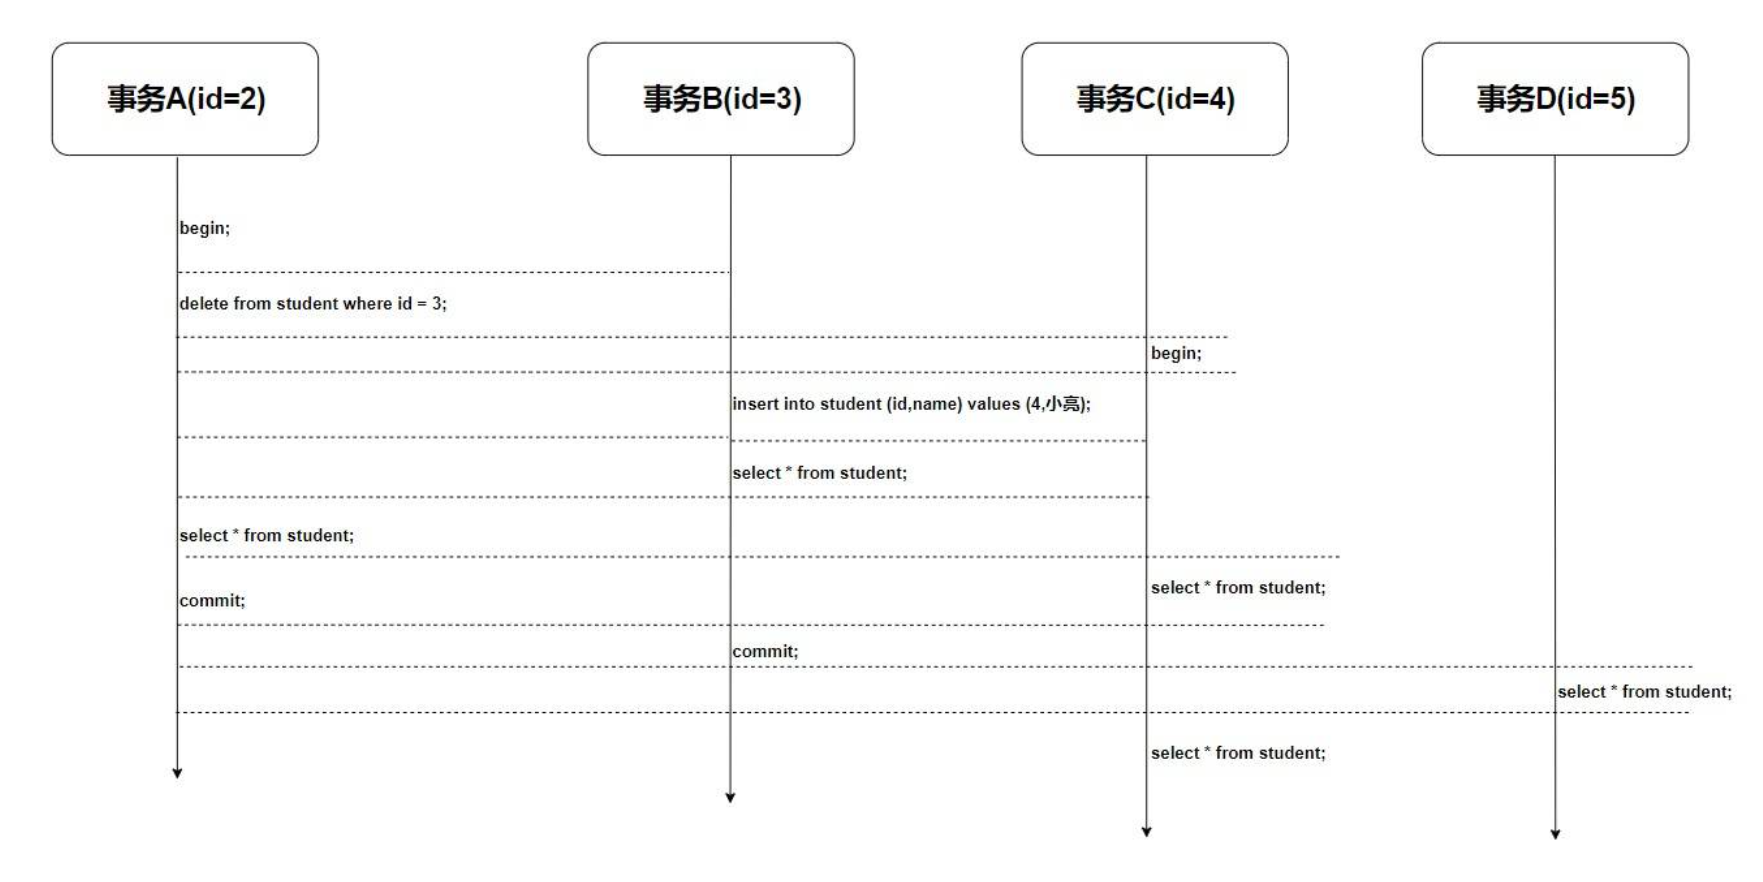 事务A(id=2)
事务B(id=3)
事务C(id=4)
事务D(id=5)
begin;
delete from student where id = 3;
begin;
insert into student (id,name) values (4,小高);
select * from student;
select * from student;
select * from student;
commit;
commit;
select * from student;
select * from student;